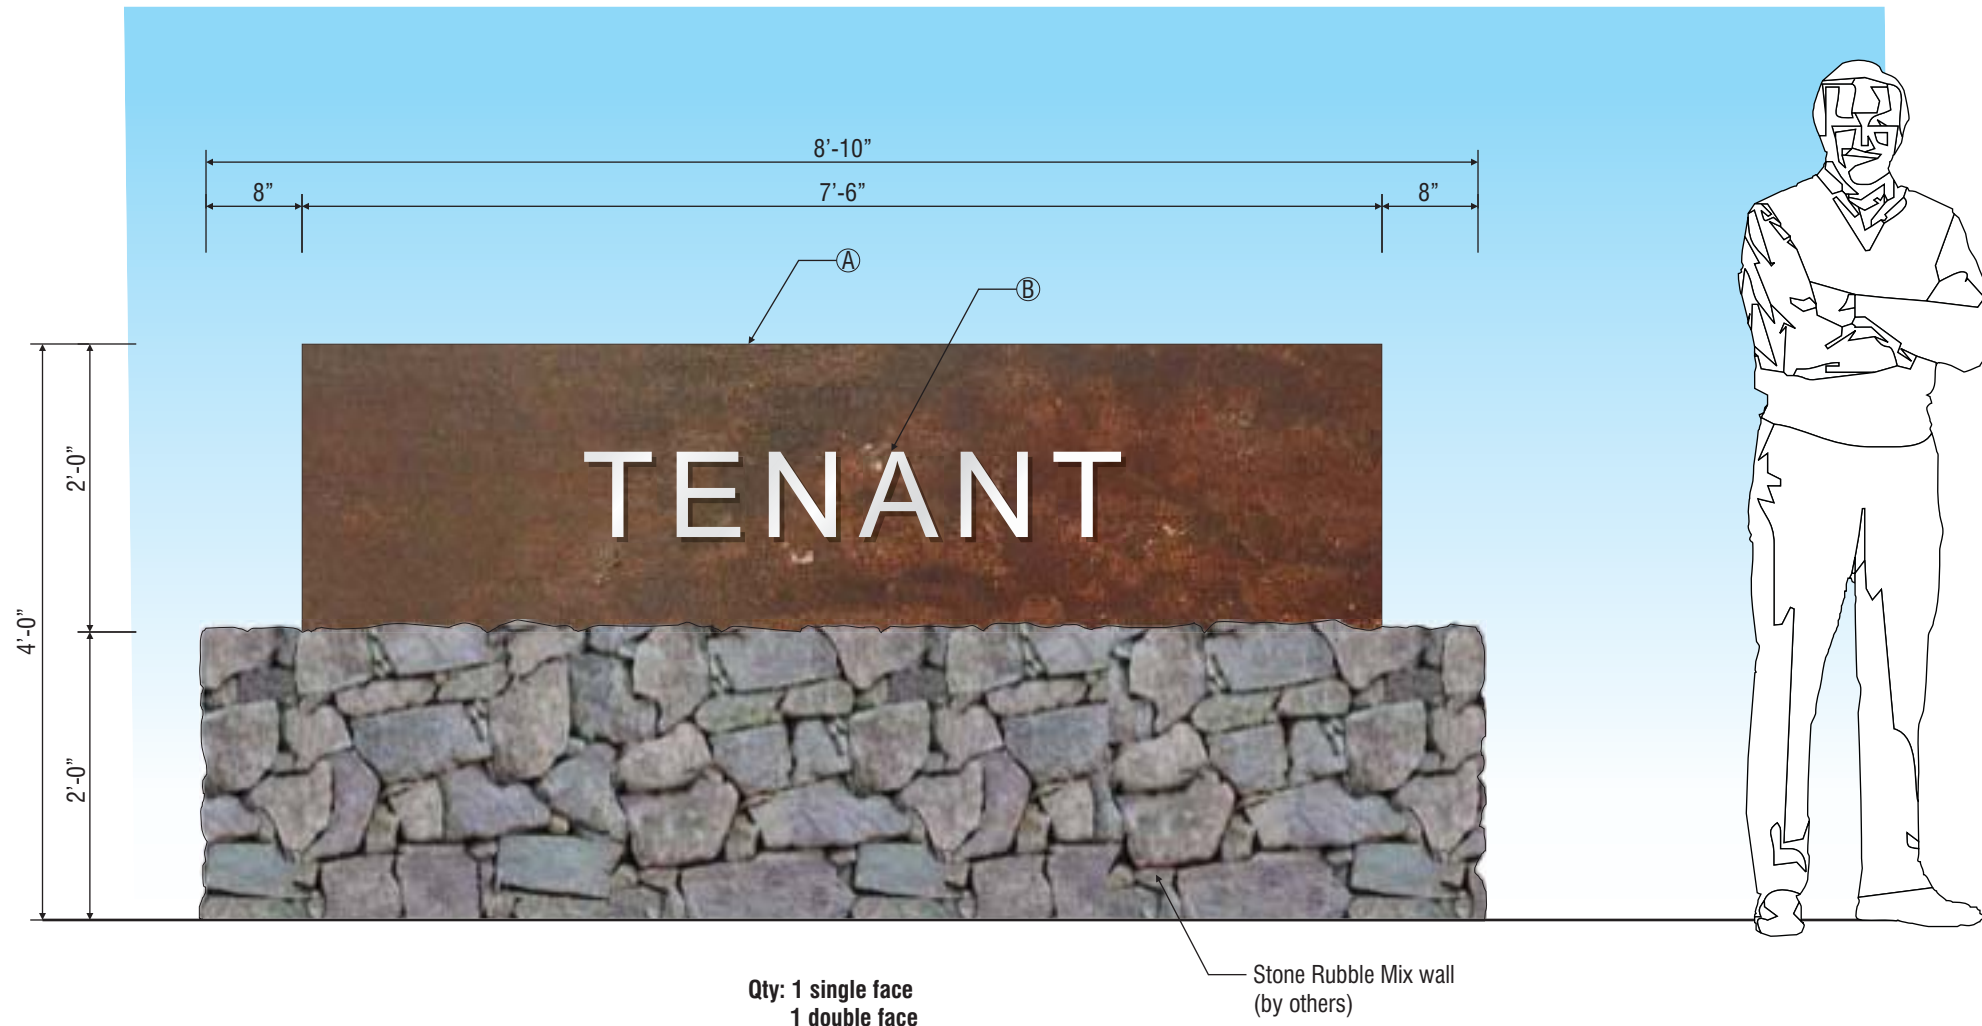 8’-10”
8”
7’-6”
8”
A
B
2’-0”
4’-0”
2’-0”
TENANT
Stone Rubble Mix wall
(by others)
Qty: 1 single face
1 double face